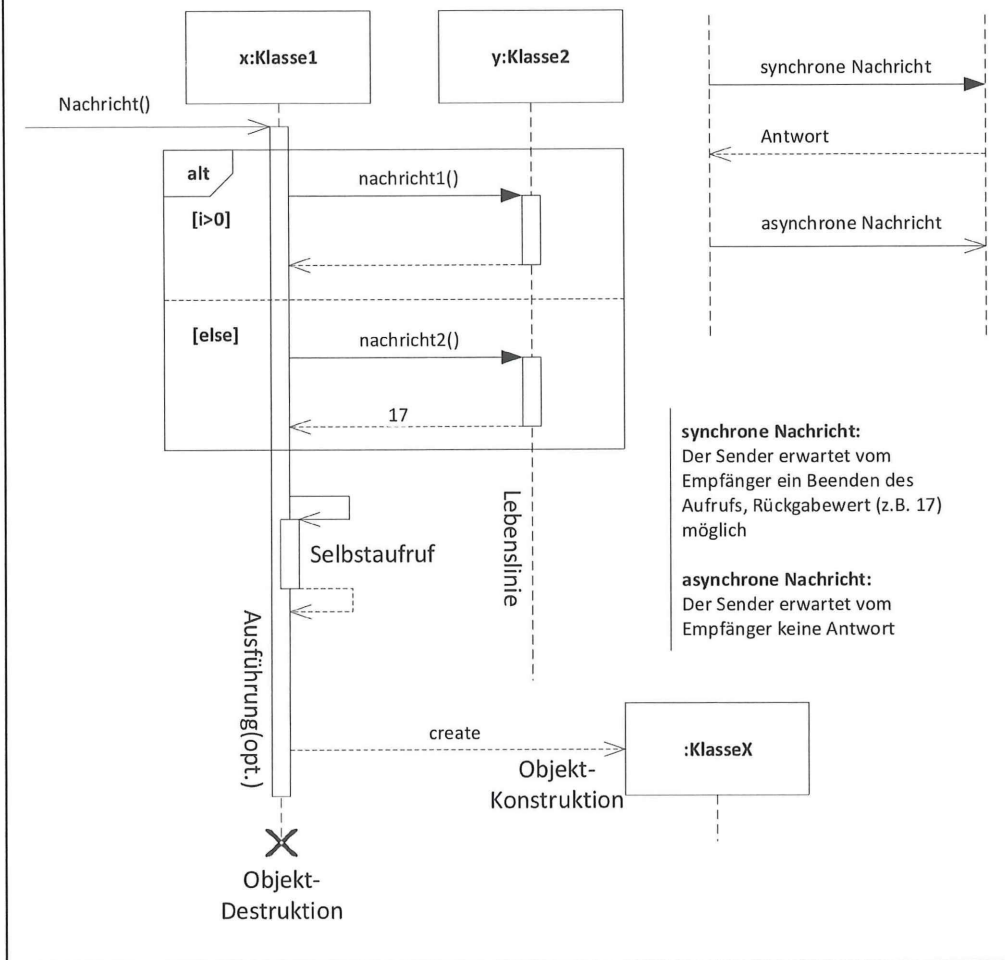 x:Klasse1
y:Klasse2
Nachricht()
alt
nachricht1()
[i>0]
[else]
nachricht2()
17
Selbstaufruf
Lebenslinie
Ausführung(opt.)
create
:KlasseX
Objekt-
Konstruktion
Objekt-
Destruktion
synchrone Nachricht
Antwort
asynchrone Nachricht
synchrone Nachricht:
Der Sender erwartet vom
Empfänger ein Beenden des
Aufrufs, Rückgabewert (z.B. 17)
möglich
asynchrone Nachricht:
Der Sender erwartet vom
Empfänger keine Antwort